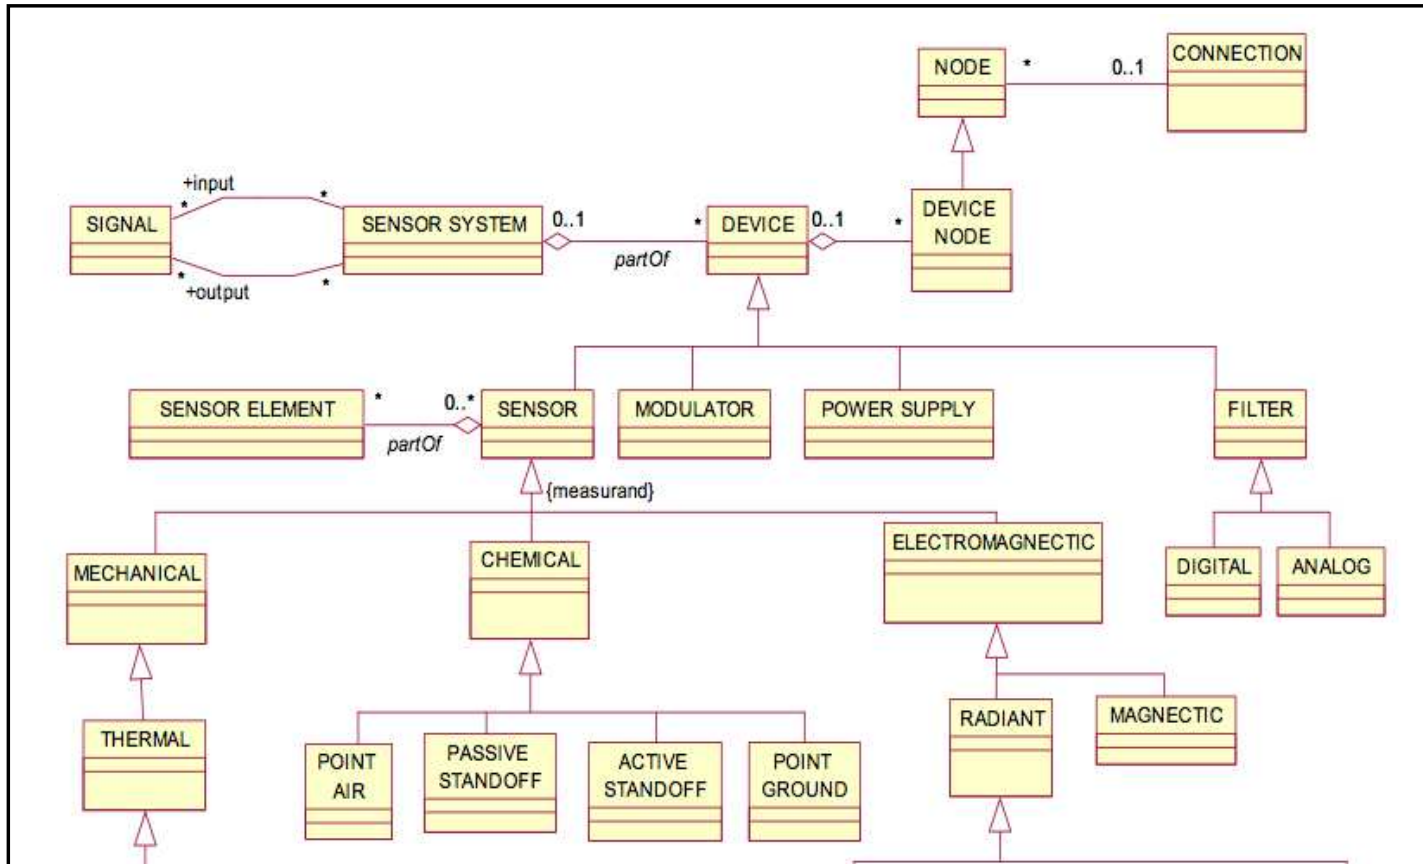 NODE
*
0..1
CONNECTION
+input
*
*
SIGNAL
SENSOR SYSTEM
0..1
*
partOf
DEVICE
0..1
*
DEVICE
NODE
*
+output
*
SENSOR ELEMENT
*
0..*
partOf
SENSOR
MODULATOR
POWER SUPPLY
FILTER
{measurand}
MECHANICAL
CHEMICAL
ELECTROMAGNECTIC
DIGITAL
ANALOG
THERMAL
POINT
AIR
PASSIVE
STANDOFF
ACTIVE
STANDOFF
POINT
GROUND
RADIANT
MAGNECTIC